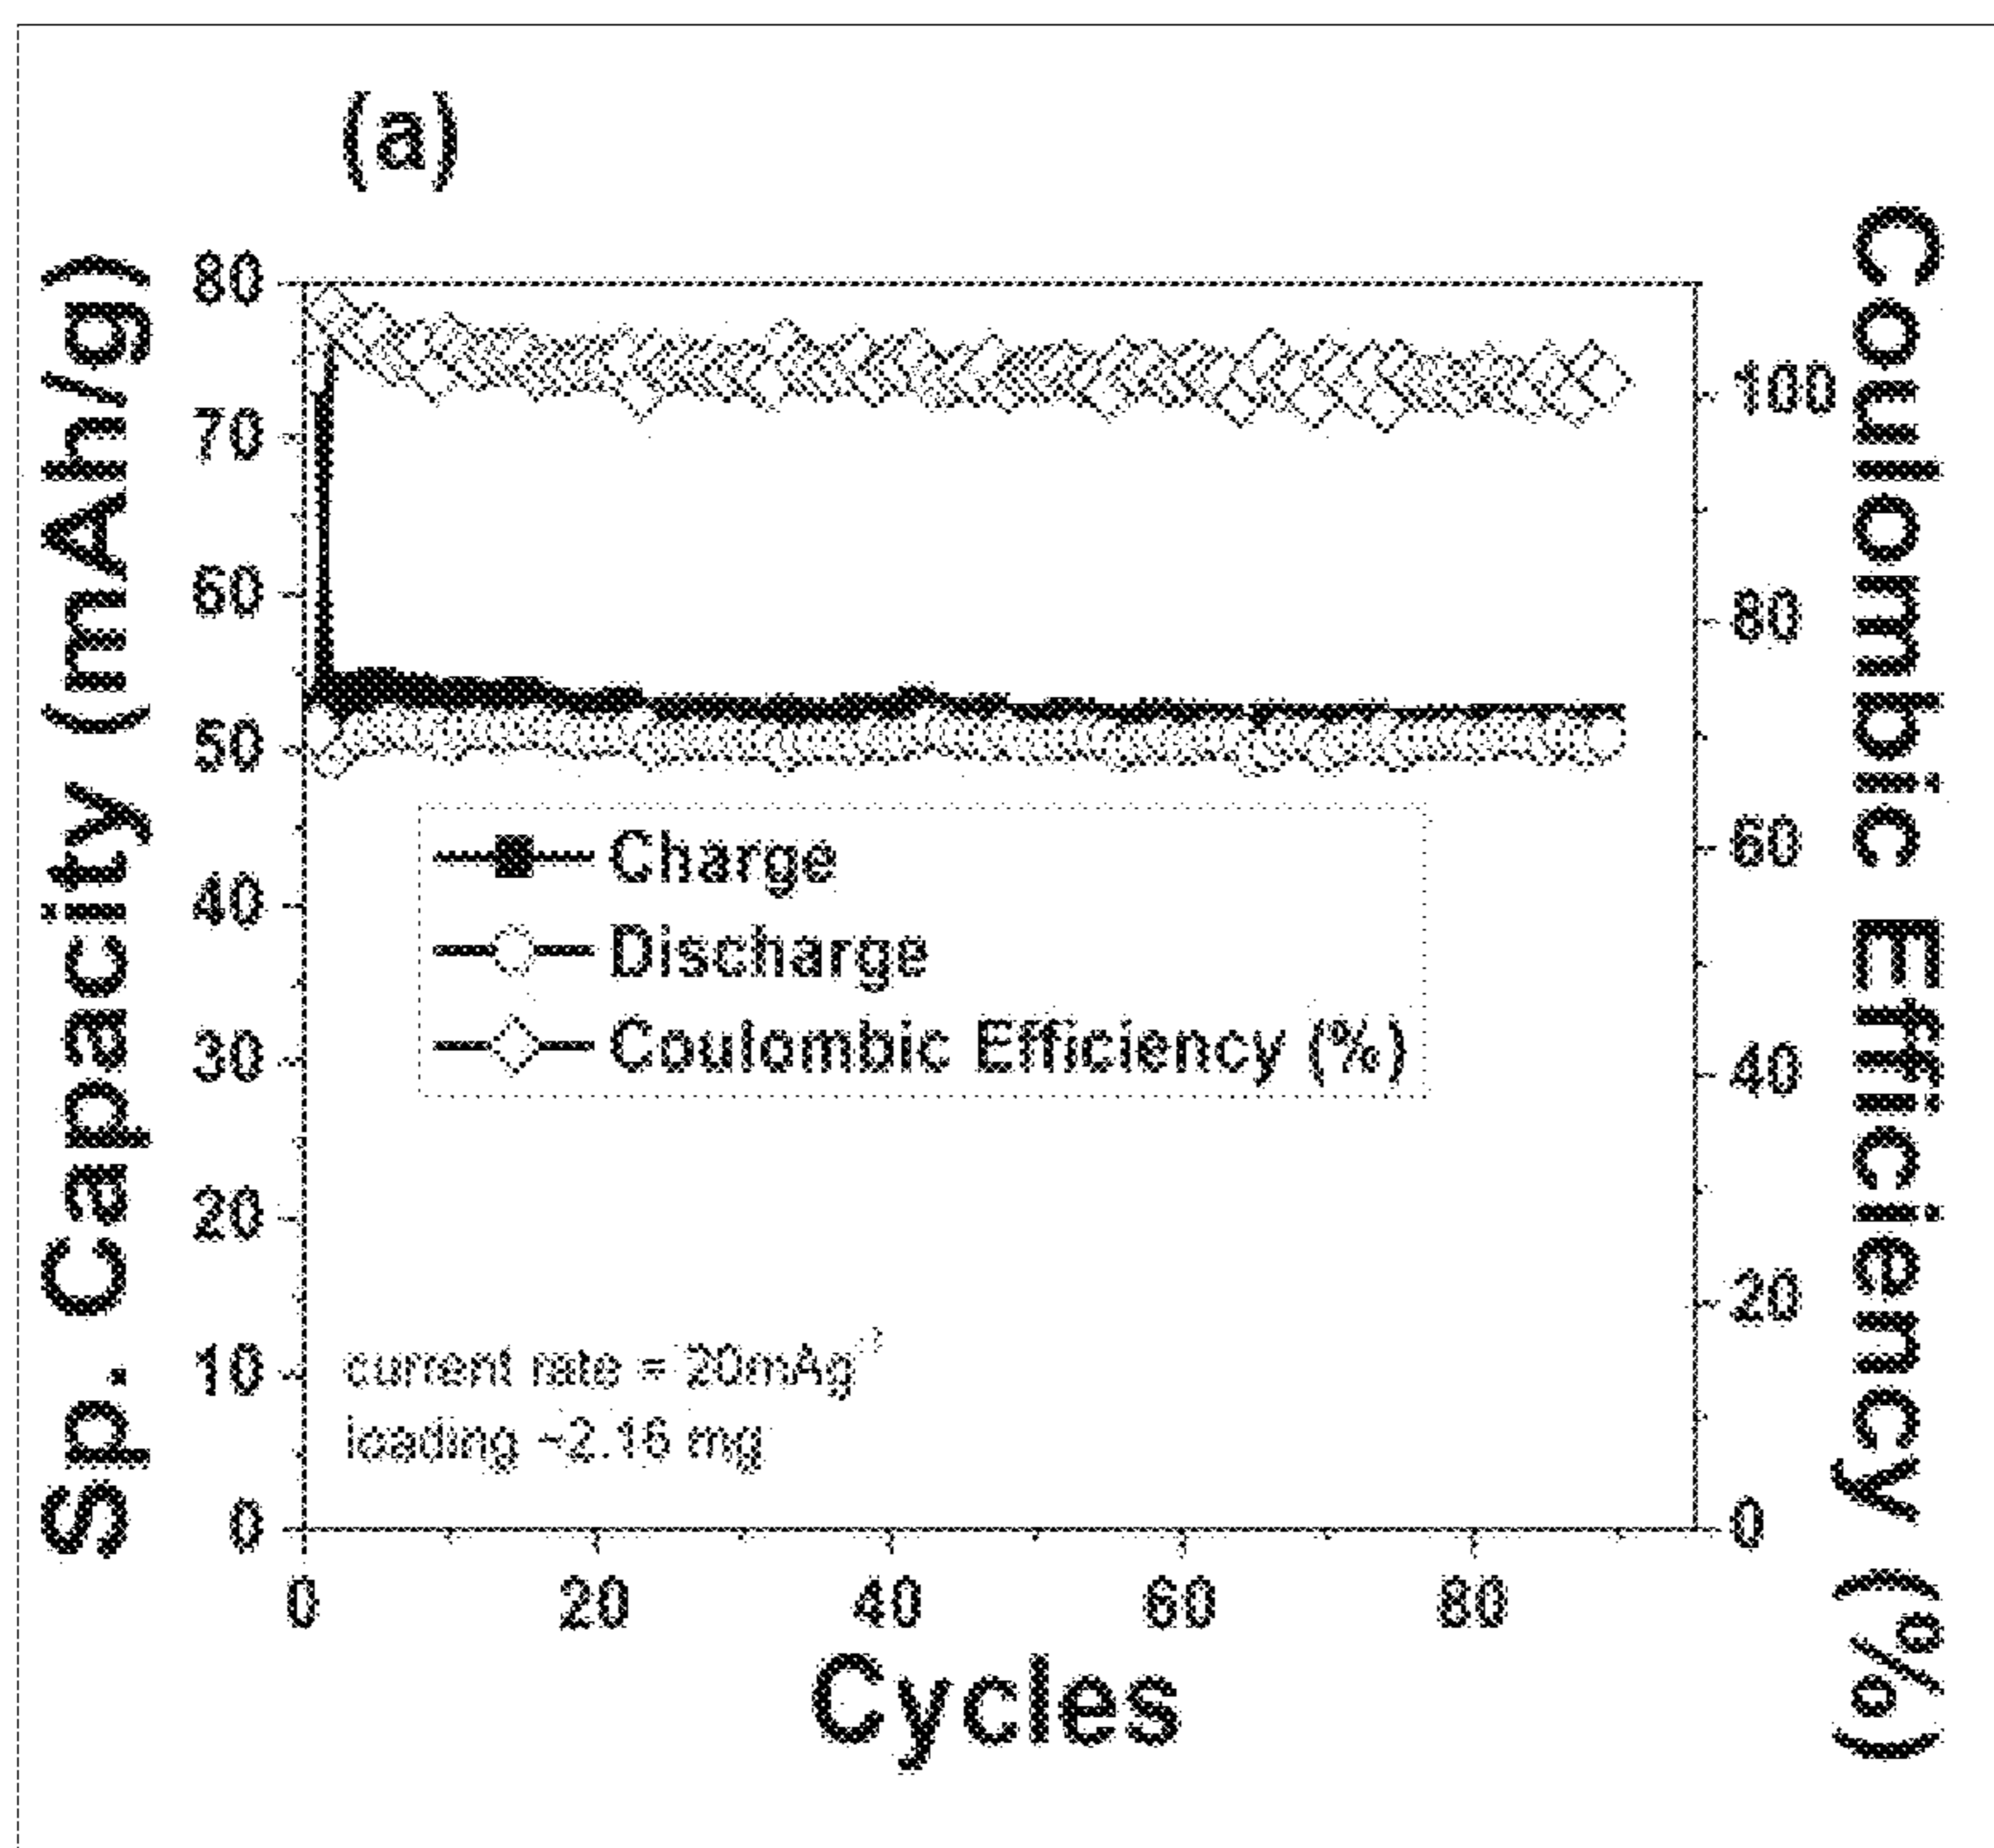 (a)
Sp. Capacity (mAh/g)
80
70
60
50
40
30
20
10
0
Charge
Discharge
Coulombic Efficiency (%)
current rate = 20mAg⁻¹
loading ~2.16 mg
0
20
40
60
80
Cycles
100
80
60
40
20
0
Coulombic Efficiency (%)